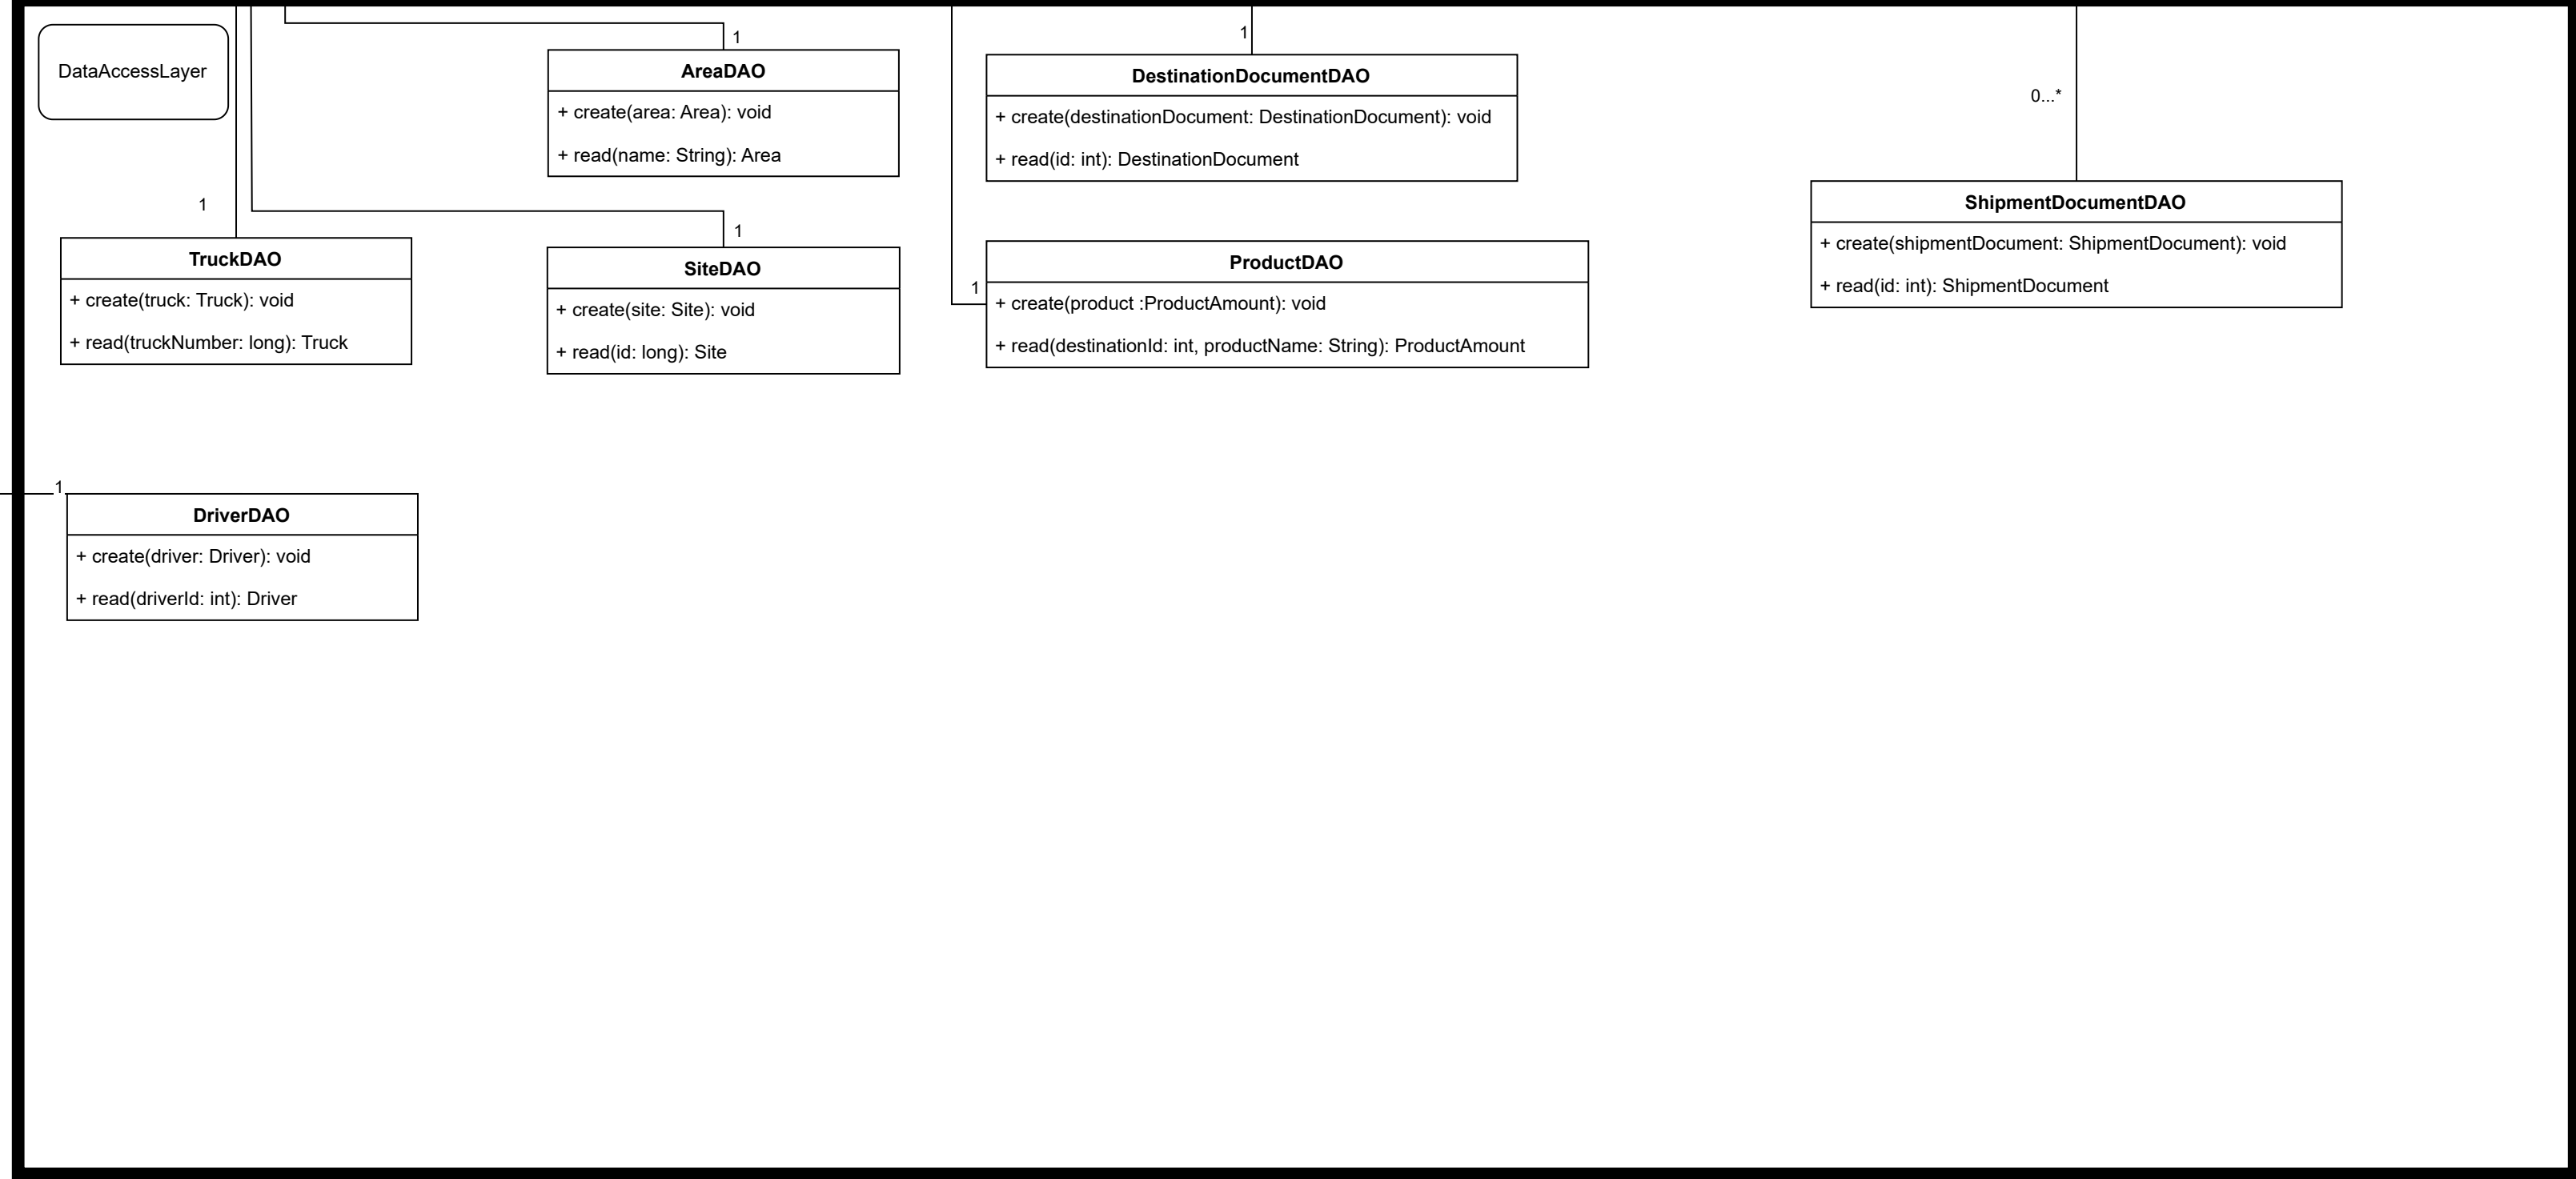 DataAccessLayer
1
AreaDAO
+ create(area: Area): void
+ read(name: String): Area
1
DestinationDocumentDAO
+ create(destinationDocument: DestinationDocument): void
+ read(id: int): DestinationDocument
0...*
ShipmentDocumentDAO
+ create(shipmentDocument: ShipmentDocument): void
+ read(id: int): ShipmentDocument
1
TruckDAO
+ create(truck: Truck): void
+ read(truckNumber: long): Truck
1
SiteDAO
+ create(site: Site): void
+ read(id: long): Site
1
ProductDAO
+ create(product :ProductAmount): void
+ read(destinationId: int, productName: String): ProductAmount
1
DriverDAO
+ create(driver: Driver): void
+ read(driverId: int): Driver